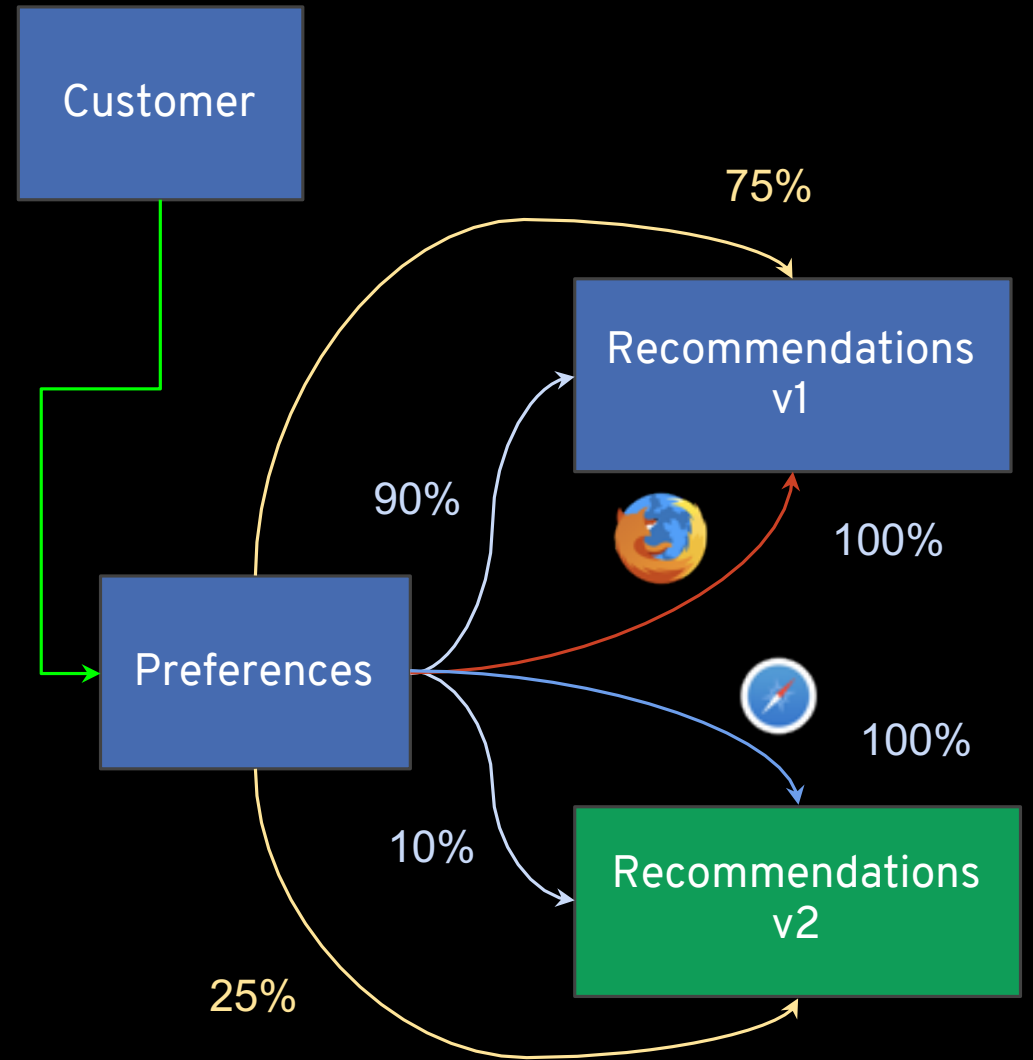 Customer
75%
Recommendations
v1
90%
100%
Preferences
100%
10%
Recommendations
v2
25%